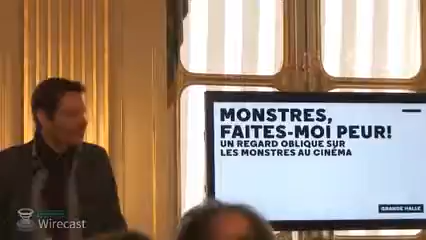 MONSTRES,
FAITES-MOI PEUR!
UN REGARD OBLIQUE SUR
LES MONSTRES AU CINÉMA
GRANDE HALLE
Wirecast